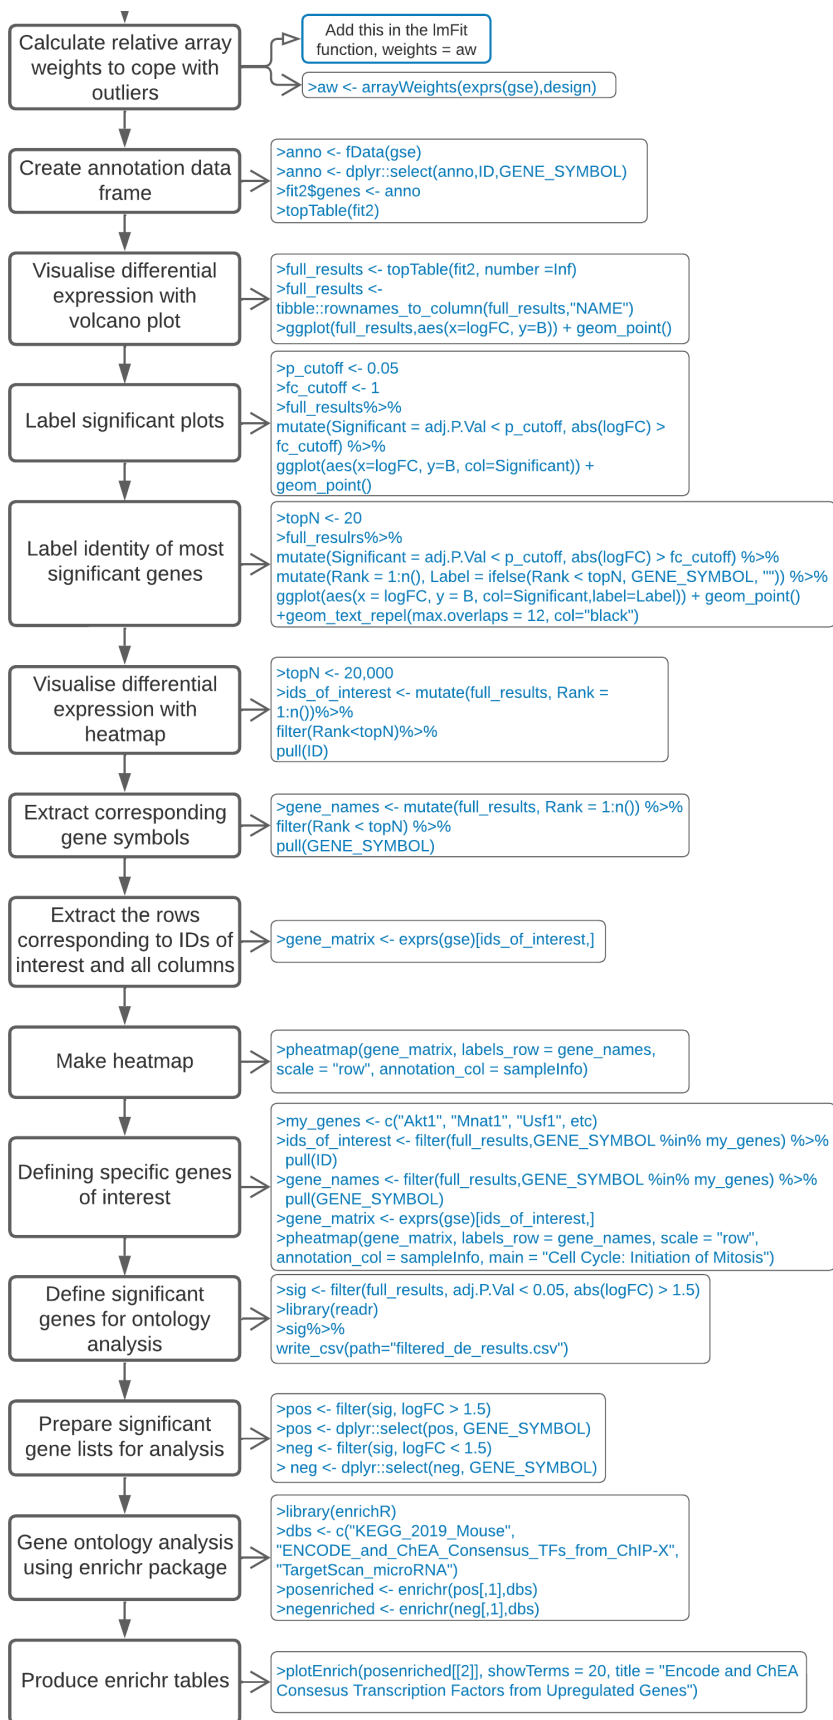 Calculate relative array
weights to cope with
outliers
Add this in the lmFit
function, weights = aw
>aw <- arrayWeights(exprs(gse),design)
Create annotation data
frame
>anno <- fData(gse)
>anno <- dplyr::select(anno,ID,GENE_SYMBOL)
>fit2$genes <- anno
>topTable(fit2)
Visualise differential
expression with
volcano plot
>full_results <- topTable(fit2, number =Inf)
>full_results <-
tibble::rownames_to_column(full_results,"NAME")
>ggplot(full_results,aes(x=logFC, y=B)) + geom_point()
Label significant plots
>p_cutoff <- 0.05
>fc_cutoff <- 1
>full_results%>%
mutate(Significant = adj.P.Val < p_cutoff, abs(logFC) >
fc_cutoff) %>%
ggplot(aes(x=logFC, y=B, col=Significant)) +
geom_point()
Label identity of most
significant genes
>topN <- 20
>full_resulrs%>%
mutate(Significant = adj.P.Val < p_cutoff, abs(logFC) > fc_cutoff) %>%
mutate(Rank = 1:n(), Label = ifelse(Rank < topN, GENE_SYMBOL, "")) %>%
ggplot(aes(x = logFC, y = B, col=Significant,label=Label)) + geom_point()
+geom_text_repel(max.overlaps = 12, col="black")
Visualise differential
expression with
heatmap
>topN <- 20,000
>ids_of_interest <- mutate(full_results, Rank =
1:n())%>%
filter(Rank<topN)%>%
pull(ID)
Extract corresponding
gene symbols
>gene_names <- mutate(full_results, Rank = 1:n()) %>%
filter(Rank < topN) %>%
pull(GENE_SYMBOL)
Extract the rows
corresponding to IDs of
interest and all columns
>gene_matrix <- exprs(gse)[ids_of_interest,]
Make heatmap
>pheatmap(gene_matrix, labels_row = gene_names,
scale = "row", annotation_col = sampleInfo)
Defining specific genes
of interest
>my_genes <- c("Akt1", "Mnat1", "Usf1", etc)
>ids_of_interest <- filter(full_results,GENE_SYMBOL %in% my_genes) %>%
pull(ID)
>gene_names <- filter(full_results,GENE_SYMBOL %in% my_genes) %>%
pull(GENE_SYMBOL)
>gene_matrix <- exprs(gse)[ids_of_interest,]
>pheatmap(gene_matrix, labels_row = gene_names, scale = "row",
annotation_col = sampleInfo, main = "Cell Cycle: Initiation of Mitosis")
Define significant
genes for ontology
analysis
>sig <- filter(full_results, adj.P.Val < 0.05, abs(logFC) > 1.5)
>library(readr)
>sig%>%
write_csv(path="filtered_de_results.csv")
Prepare significant
gene lists for analysis
>pos <- filter(sig, logFC > 1.5)
>pos <- dplyr::select(pos, GENE_SYMBOL)
>neg <- filter(sig, logFC < 1.5)
> neg <- dplyr::select(neg, GENE_SYMBOL)
Gene ontology analysis
using enrichr package
>library(enrichR)
>dbs <- c("KEGG_2019_Mouse",
"ENCODE_and_ChEA_Consensus_TFs_from_ChIP-X",
"TargetScan_microRNA")
>posenriched <- enrichr(pos[,1],dbs)
>negenriched <- enrichr(neg[,1],dbs)
Produce enrichr tables
>plotEnrich(posenriched[[2]], showTerms = 20, title = "Encode and ChEA
Consesus Transcription Factors from Upregulated Genes")